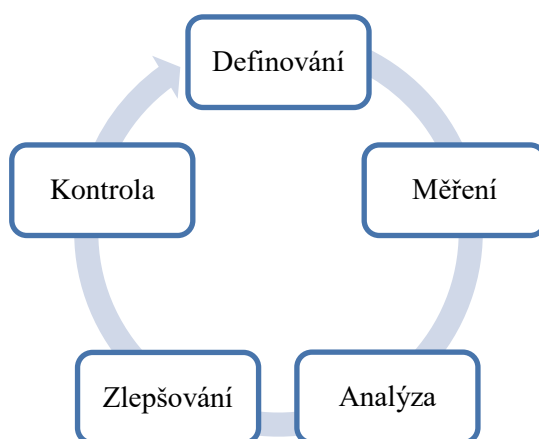 Definování
Měření
Analýza
Zlepšování
Kontrola